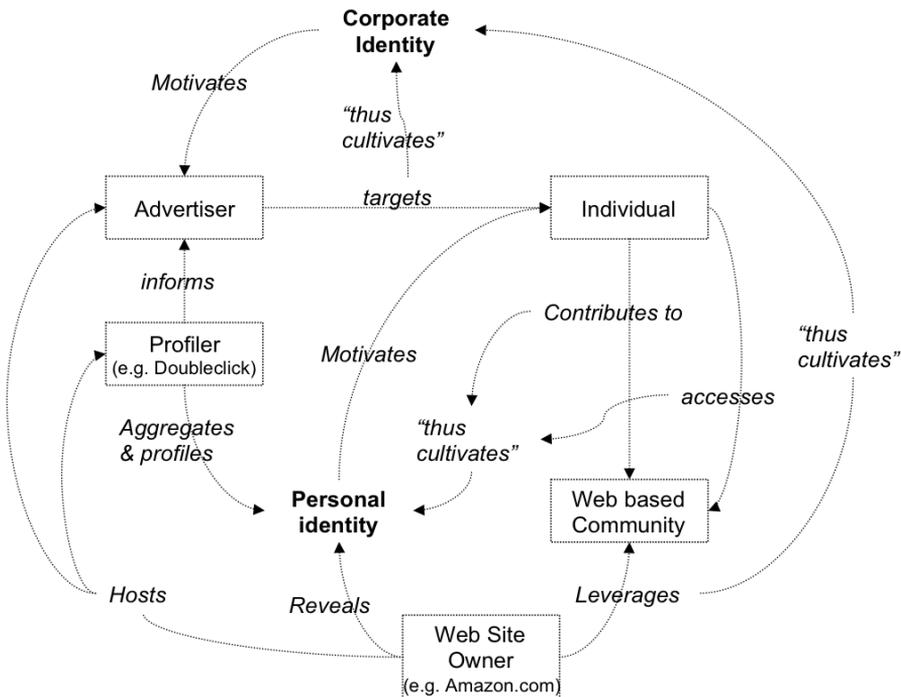 Corporate
Identity
Motivates
“thus
cultivates”
Advertiser
targets
Individual
informs
Contributes to
Profiler
(e.g. Doubleclick)
Motivates
“thus
cultivates”
accesses
Aggregates
& profiles
“thus
cultivates”
Personal
identity
Web based
Community
Hosts
Reveals
Leverages
Web Site
Owner
(e.g. Amazon.com)